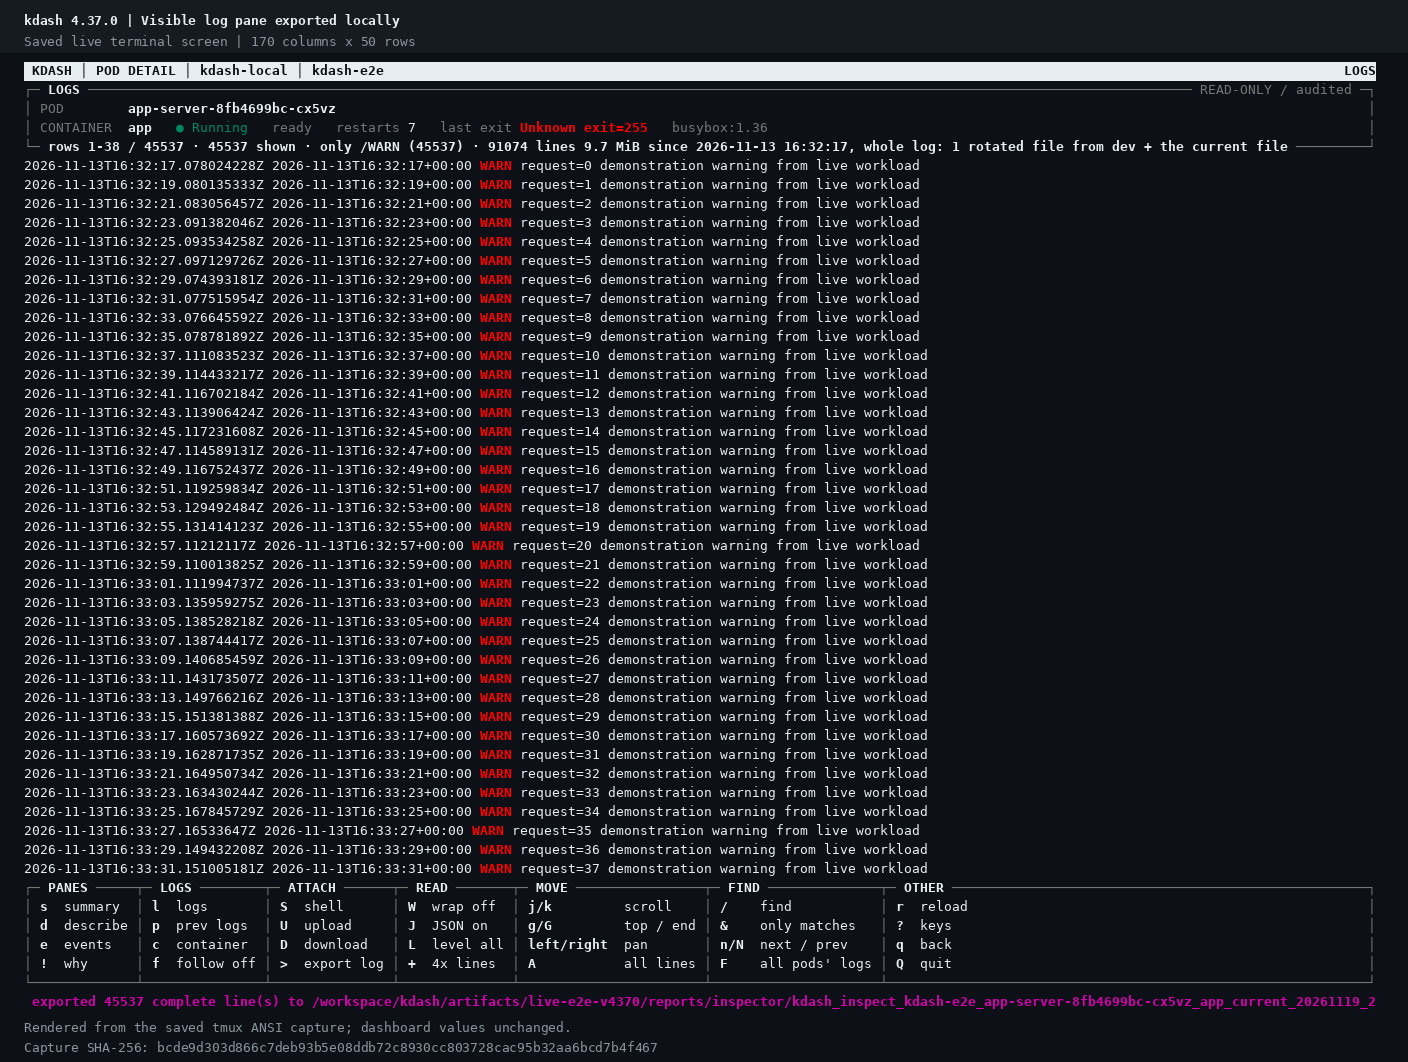 kdash 4.37.0 | Visible log pane exported locally
Saved live terminal screen | 170 columns x 50 rows
KDASH │ POD DETAIL │ kdash-local │ kdash-e2e LOGS
LOGS READ-ONLY / audited
POD app-server-8fb4699bc-cx5vz
CONTAINER app ● Running ready restarts 7 last exit Unknown exit=255 busybox:1.36
rows 1-38 / 45537 · 45537 shown · only /WARN (45537) · 91074 lines 9.7 MiB since 2026-11-13 16:32:17, whole log: 1 rotated file from dev + the current file
2026-11-13T16:32:17.078024228Z 2026-11-13T16:32:17+00:00 WARN request=0 demonstration warning from live workload
2026-11-13T16:32:19.080135333Z 2026-11-13T16:32:19+00:00 WARN request=1 demonstration warning from live workload
2026-11-13T16:32:21.083056457Z 2026-11-13T16:32:21+00:00 WARN request=2 demonstration warning from live workload
2026-11-13T16:32:23.091382046Z 2026-11-13T16:32:23+00:00 WARN request=3 demonstration warning from live workload
2026-11-13T16:32:25.093534258Z 2026-11-13T16:32:25+00:00 WARN request=4 demonstration warning from live workload
2026-11-13T16:32:27.097129726Z 2026-11-13T16:32:27+00:00 WARN request=5 demonstration warning from live workload
2026-11-13T16:32:29.074393181Z 2026-11-13T16:32:29+00:00 WARN request=6 demonstration warning from live workload
2026-11-13T16:32:31.077515954Z 2026-11-13T16:32:31+00:00 WARN request=7 demonstration warning from live workload
2026-11-13T16:32:33.076645592Z 2026-11-13T16:32:33+00:00 WARN request=8 demonstration warning from live workload
2026-11-13T16:32:35.078781892Z 2026-11-13T16:32:35+00:00 WARN request=9 demonstration warning from live workload
2026-11-13T16:32:37.111083523Z 2026-11-13T16:32:37+00:00 WARN request=10 demonstration warning from live workload
2026-11-13T16:32:39.114433217Z 2026-11-13T16:32:39+00:00 WARN request=11 demonstration warning from live workload
2026-11-13T16:32:41.116702184Z 2026-11-13T16:32:41+00:00 WARN request=12 demonstration warning from live workload
2026-11-13T16:32:43.113906424Z 2026-11-13T16:32:43+00:00 WARN request=13 demonstration warning from live workload
2026-11-13T16:32:45.117231608Z 2026-11-13T16:32:45+00:00 WARN request=14 demonstration warning from live workload
2026-11-13T16:32:47.114589131Z 2026-11-13T16:32:47+00:00 WARN request=15 demonstration warning from live workload
2026-11-13T16:32:49.116752437Z 2026-11-13T16:32:49+00:00 WARN request=16 demonstration warning from live workload
2026-11-13T16:32:51.119259834Z 2026-11-13T16:32:51+00:00 WARN request=17 demonstration warning from live workload
2026-11-13T16:32:53.129492484Z 2026-11-13T16:32:53+00:00 WARN request=18 demonstration warning from live workload
2026-11-13T16:32:55.131414123Z 2026-11-13T16:32:55+00:00 WARN request=19 demonstration warning from live workload
2026-11-13T16:32:57.11212117Z 2026-11-13T16:32:57+00:00 WARN request=20 demonstration warning from live workload
2026-11-13T16:32:59.110013825Z 2026-11-13T16:32:59+00:00 WARN request=21 demonstration warning from live workload
2026-11-13T16:33:01.111994737Z 2026-11-13T16:33:01+00:00 WARN request=22 demonstration warning from live workload
2026-11-13T16:33:03.135959275Z 2026-11-13T16:33:03+00:00 WARN request=23 demonstration warning from live workload
2026-11-13T16:33:05.138528218Z 2026-11-13T16:33:05+00:00 WARN request=24 demonstration warning from live workload
2026-11-13T16:33:07.138744417Z 2026-11-13T16:33:07+00:00 WARN request=25 demonstration warning from live workload
2026-11-13T16:33:09.140685459Z 2026-11-13T16:33:09+00:00 WARN request=26 demonstration warning from live workload
2026-11-13T16:33:11.143173507Z 2026-11-13T16:33:11+00:00 WARN request=27 demonstration warning from live workload
2026-11-13T16:33:13.149766216Z 2026-11-13T16:33:13+00:00 WARN request=28 demonstration warning from live workload
2026-11-13T16:33:15.151381388Z 2026-11-13T16:33:15+00:00 WARN request=29 demonstration warning from live workload
2026-11-13T16:33:17.160573692Z 2026-11-13T16:33:17+00:00 WARN request=30 demonstration warning from live workload
2026-11-13T16:33:19.162871735Z 2026-11-13T16:33:19+00:00 WARN request=31 demonstration warning from live workload
2026-11-13T16:33:21.164950734Z 2026-11-13T16:33:21+00:00 WARN request=32 demonstration warning from live workload
2026-11-13T16:33:23.163430244Z 2026-11-13T16:33:23+00:00 WARN request=33 demonstration warning from live workload
2026-11-13T16:33:25.167845729Z 2026-11-13T16:33:25+00:00 WARN request=34 demonstration warning from live workload
2026-11-13T16:33:27.16533647Z 2026-11-13T16:33:27+00:00 WARN request=35 demonstration warning from live workload
2026-11-13T16:33:29.149432208Z 2026-11-13T16:33:29+00:00 WARN request=36 demonstration warning from live workload
2026-11-13T16:33:31.151005181Z 2026-11-13T16:33:31+00:00 WARN request=37 demonstration warning from live workload
PANES LOGS ATTACH READ MOVE FIND OTHER
s summary │ l logs │ S shell │ W wrap off │ j/k scroll │ / find │ r reload
d describe │ p prev logs │ U upload │ J JSON on │ g/G top / end │ & only matches │ ? keys
e events │ c container │ D download │ L level all │ left/right pan │ n/N next / prev │ q back
! why │ f follow off │ > export log │ + 4x lines │ A all lines │ F all pods' logs │ Q quit
exported 45537 complete line(s) to /workspace/kdash/artifacts/live-e2e-v4370/reports/inspector/kdash_inspect_kdash-e2e_app-server-8fb4699bc-cx5vz_app_current_20261119_2
Rendered from the saved tmux ANSI capture; dashboard values unchanged.
Capture SHA-256: bcde9d303d866c7deb93b5e08ddb72c8930cc803728cac95b32aa6bcd7b4f467